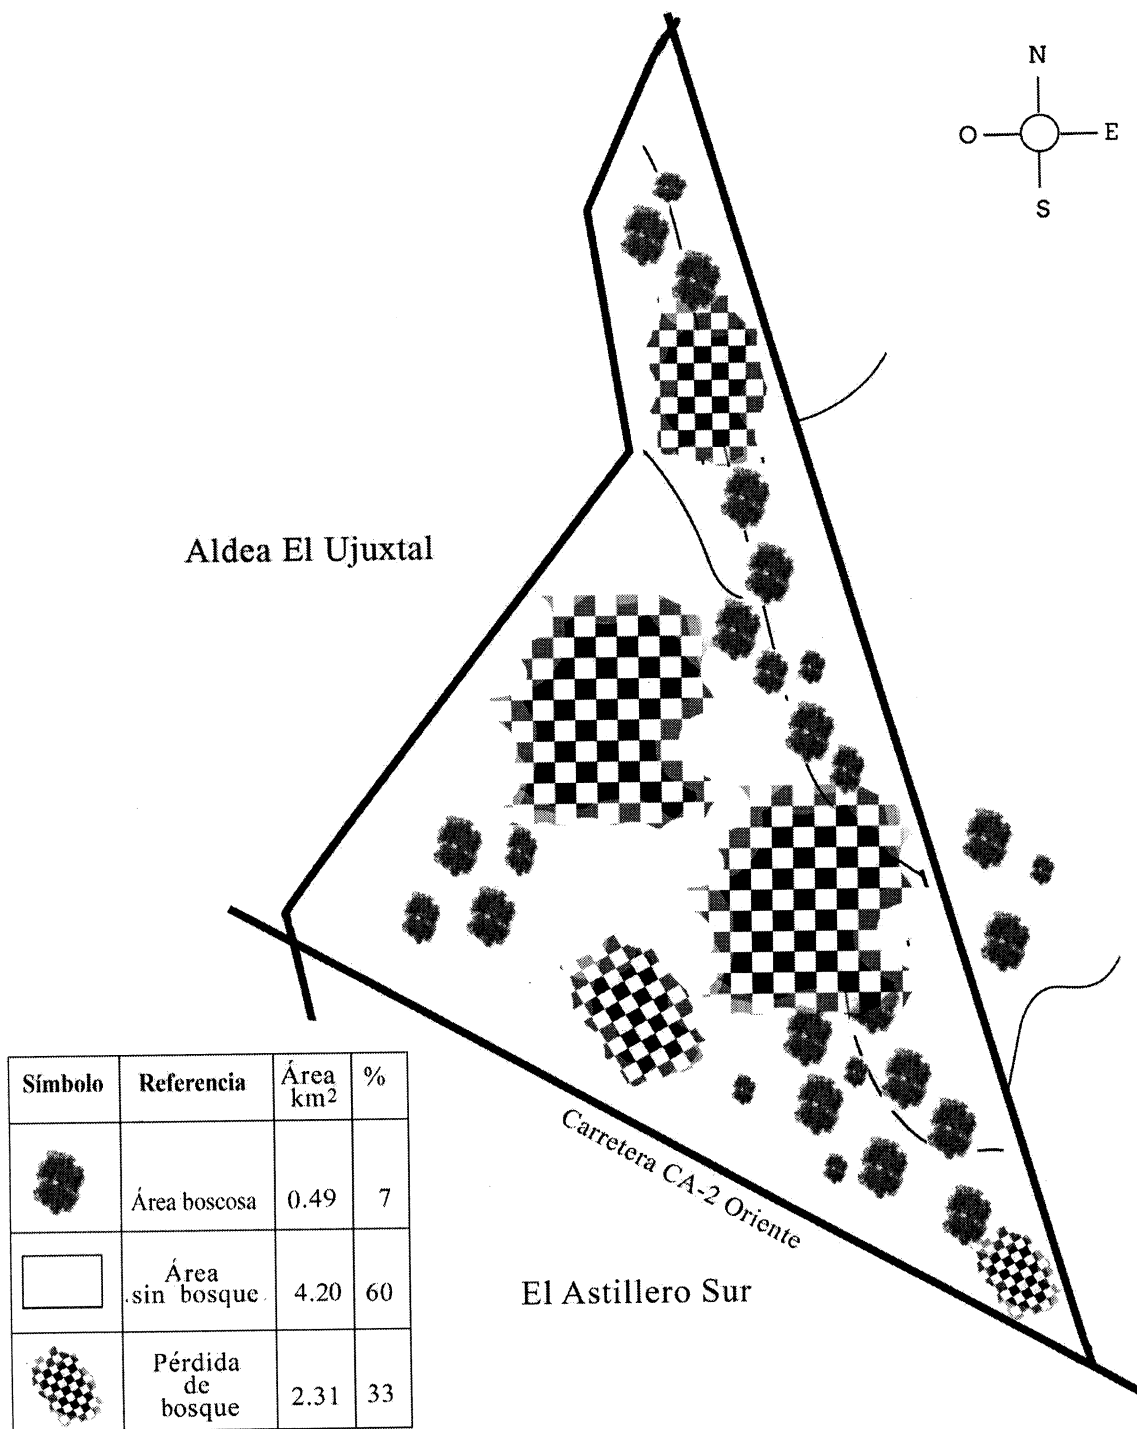 N
O
E
S
Aldea El Ujuxtal
Carretera CA-2 Oriente
El Astillero Sur
Símbolo Referencia Área km² %
Área boscosa 0.49 7
Área
sin bosque 4.20 60
Pérdida
de
bosque 2.31 33